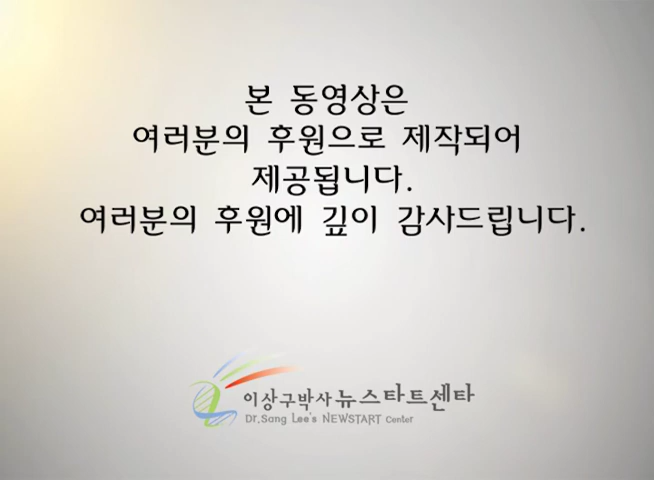 본 동영상은
여러분의 후원으로 제작되어
제공됩니다.
여러분의 후원에 깊이 감사드립니다.
이상구박사뉴스타트센타
Dr.Sang Lee's NEWSTART Center